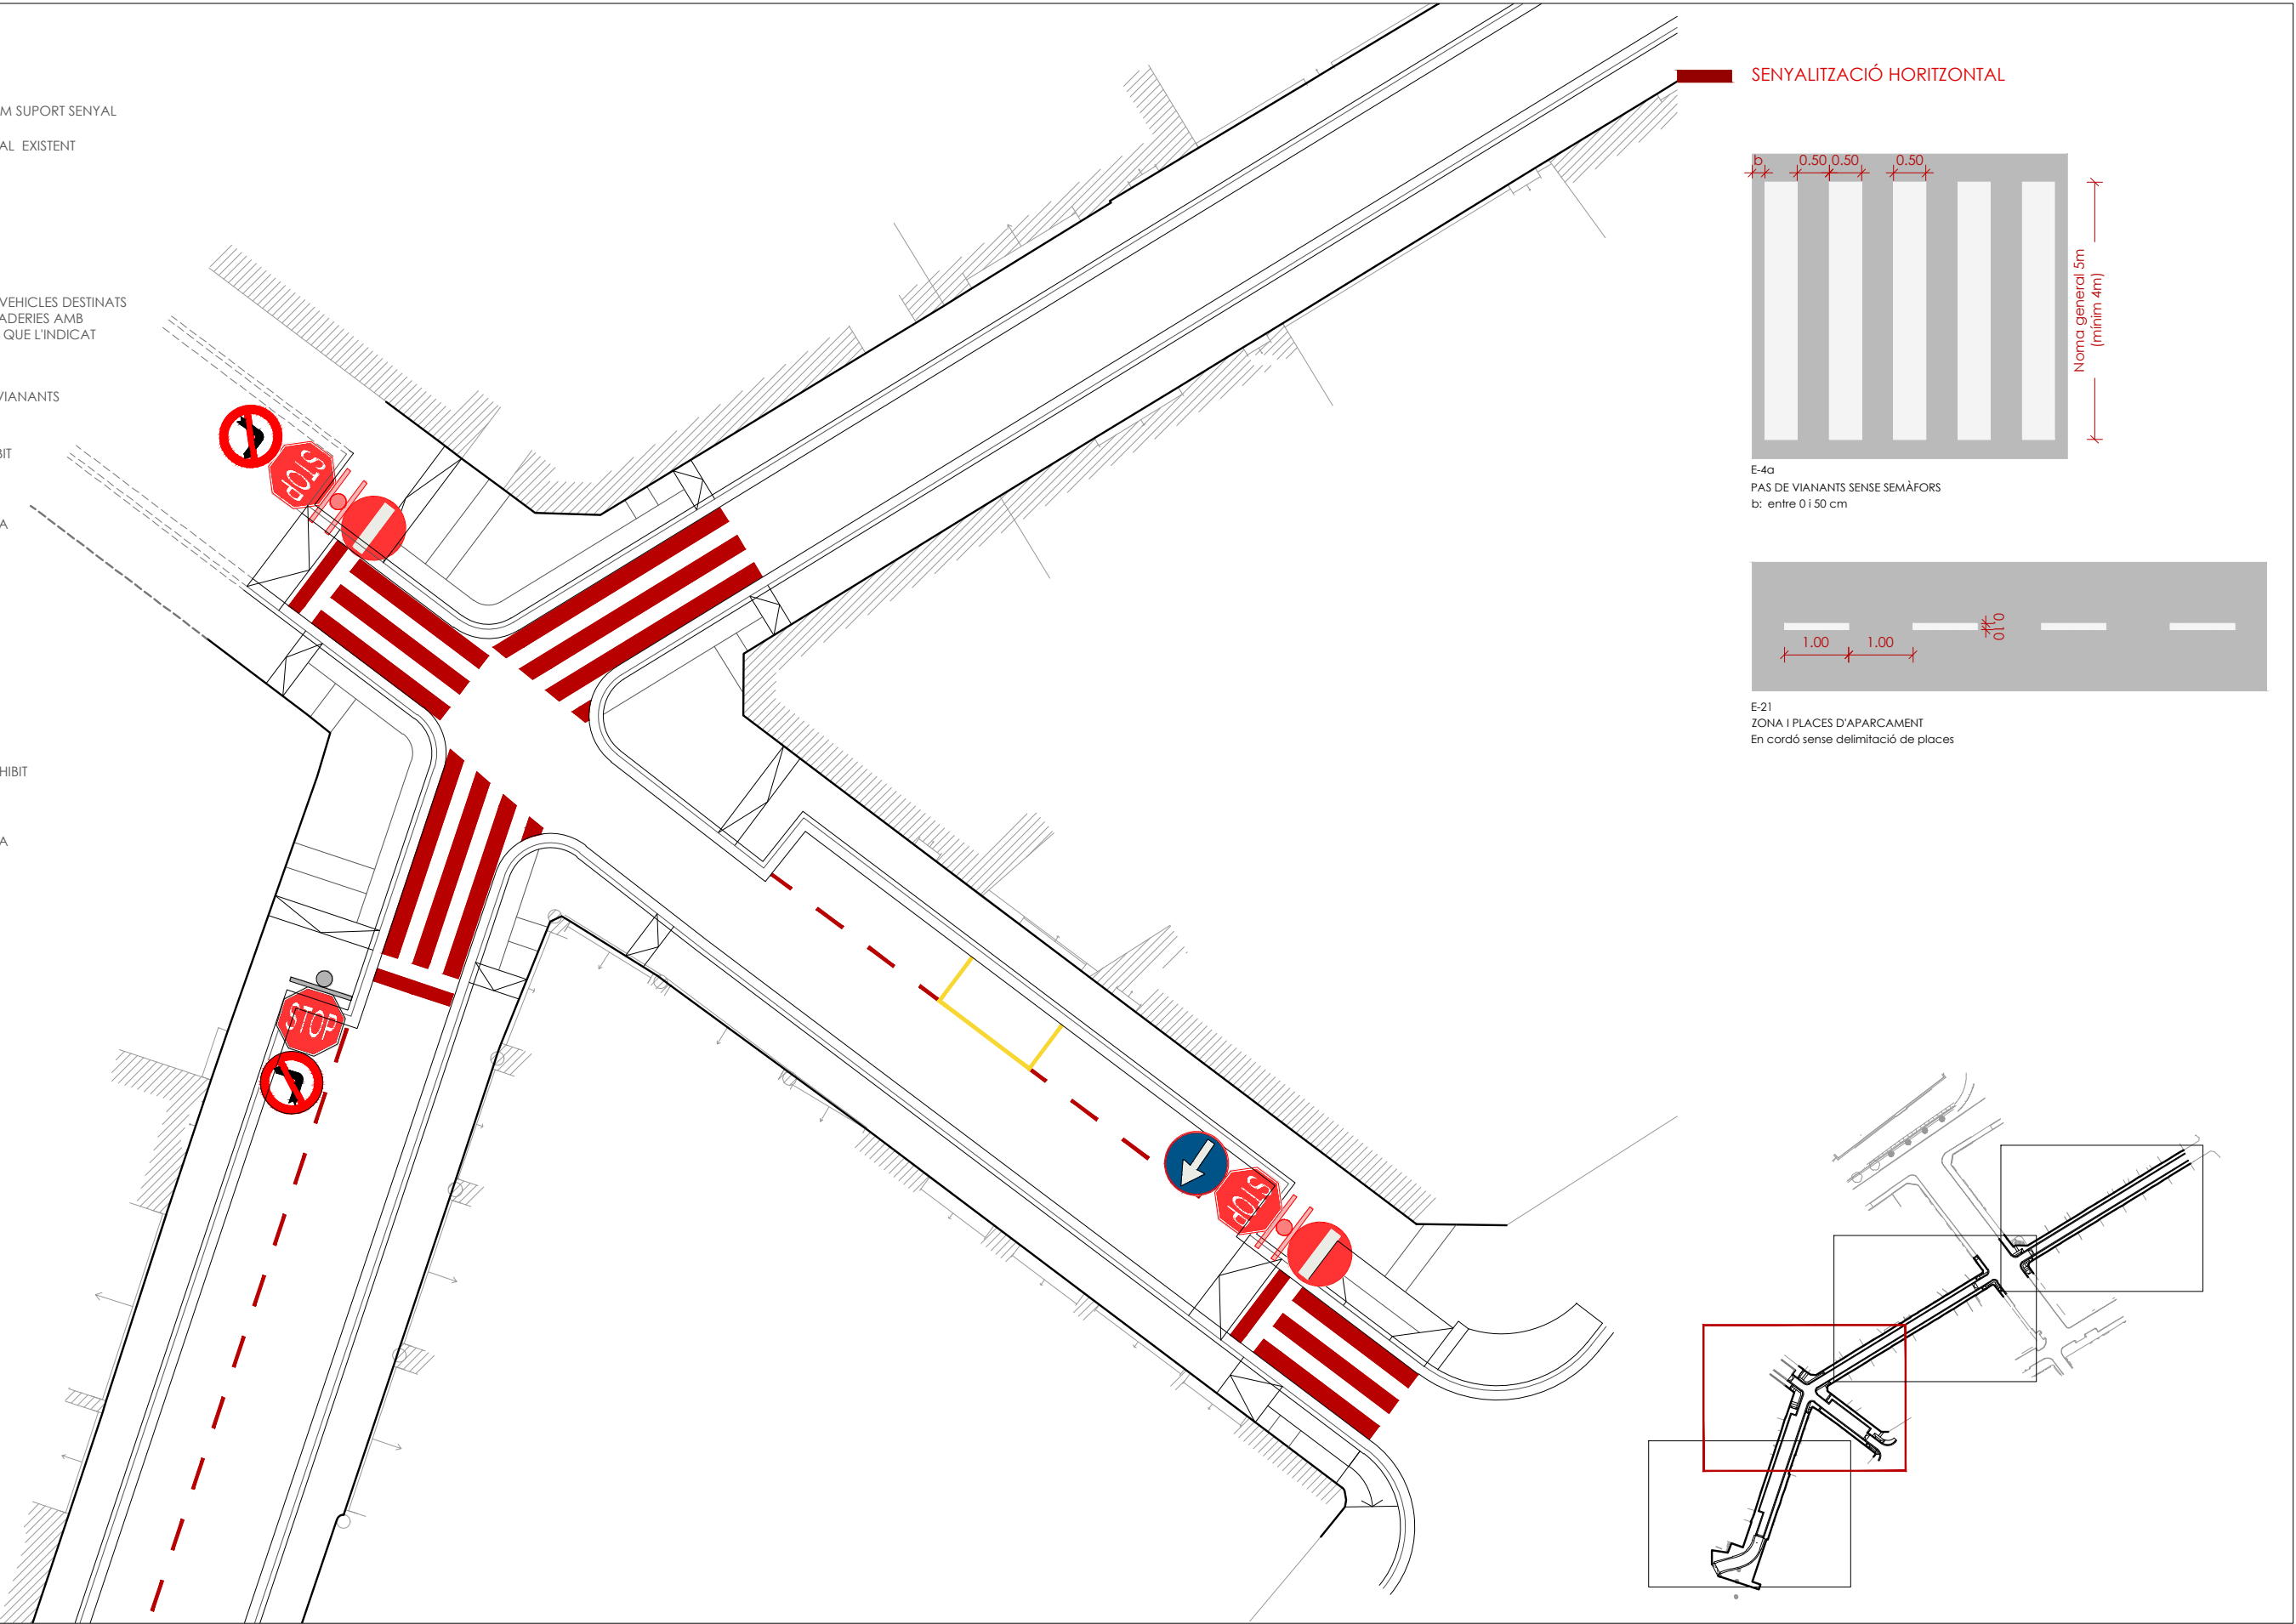 M SUPORT SENYAL
AL EXISTENT
VEHICLES DESTINATS
ADERIES AMB
QUE L'INDICAT
VIANANTS
BIT
A
HIBIT
A
STOP
STOP
STOP
SENYALITZACIÓ HORITZONTAL
b 0.50 0.50 0.50
Noma general 5m
(mínim 4m)
E-4a
PAS DE VIANANTS SENSE SEMÀFORS
b: entre 0 i 50 cm
1.00 1.00 0.10
E-21
ZONA I PLACES D'APARCAMENT
En cordó sense delimitació de places